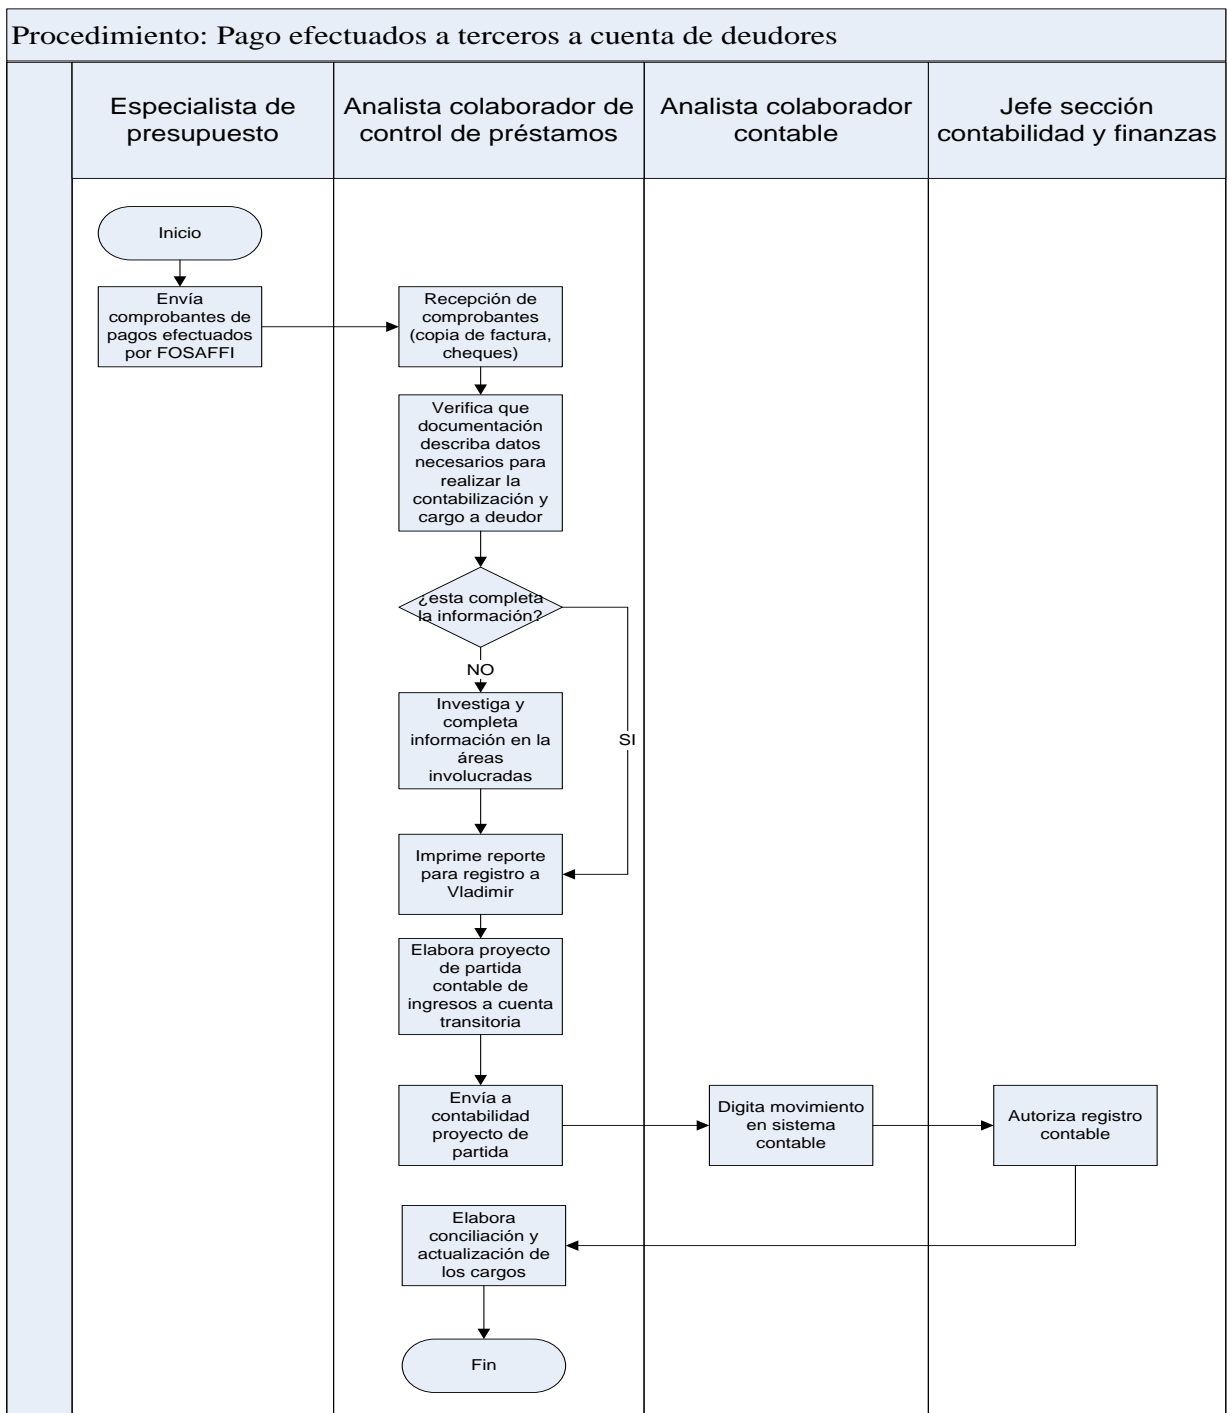 Procedimiento: Pago efectuados a terceros a cuenta de deudores
Especialista de
presupuesto
Analista colaborador de
control de préstamos
Analista colaborador
contable
Jefe sección
contabilidad y finanzas
Inicio
Envía
comprobantes de
pagos efectuados
por FOSAFFI
Recepción de
comprobantes
(copia de factura,
cheques)
Verifica que
documentación
describa datos
necesarios para
realizar la
contabilización y
cargo a deudor
¿esta completa
la información?
NO
SI
Investiga y
completa
información en la
áreas
involucradas
Imprime reporte
para registro a
Vladimir
Elabora proyecto
de partida
contable de
ingresos a cuenta
transitoria
Envía a
contabilidad
proyecto de
partida
Digita movimiento
en sistema
contable
Autoriza registro
contable
Elabora
conciliación y
actualización de
los cargos
Fin